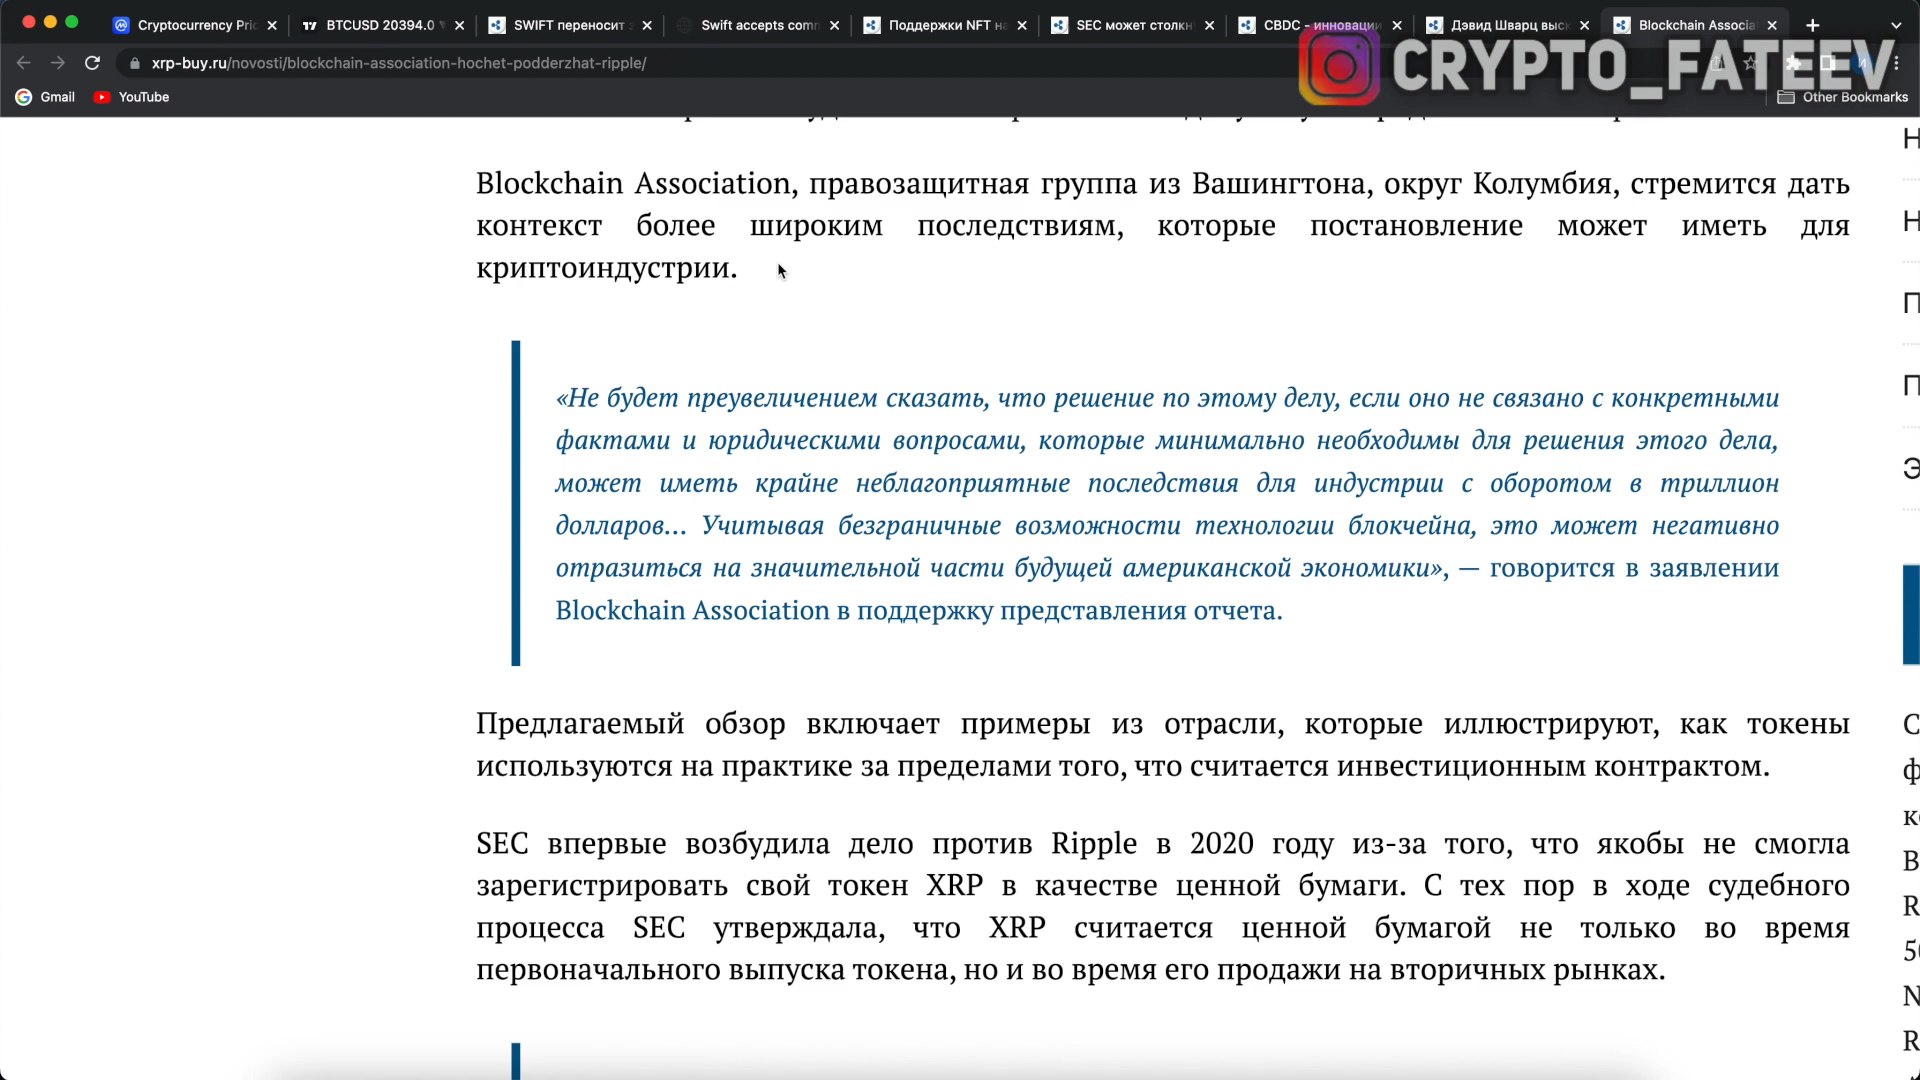 Cryptocurrency Pri
BTCUSD 20394.0
SWIFT переносит
Swift accepts com
Поддержки NFT на
SEC может столкн
CBDC - инновации
Дэвид Шварц выс
Blockchain Associa
xrp-buy.ru/novosti/blockchain-association-hochet-podderzhat-ripple/
CRYPTO_FATEEV
Gmail
YouTube
Other Bookmarks
Blockchain Association, правозащитная группа из Вашингтона, округ Колумбия, стремится дать
контекст более широким последствиям, которые постановление может иметь для
криптоиндустрии.
«Не будет преувеличением сказать, что решение по этому делу, если оно не связано с конкретными
фактами и юридическими вопросами, которые минимально необходимы для решения этого дела,
может иметь крайне неблагоприятные последствия для индустрии с оборотом в триллион
долларов... Учитывая безграничные возможности технологии блокчейна, это может негативно
отразиться на значительной части будущей американской экономики», — говорится в заявлении
Blockchain Association в поддержку представления отчета.
Предлагаемый обзор включает примеры из отрасли, которые иллюстрируют, как токены
используются на практике за пределами того, что считается инвестиционным контрактом.
SEC впервые возбудила дело против Ripple в 2020 году из-за того, что якобы не смогла
зарегистрировать свой токен XRP в качестве ценной бумаги. С тех пор в ходе судебного
процесса SEC утверждала, что XRP считается ценной бумагой не только во время
первоначального выпуска токена, но и во время его продажи на вторичных рынках.